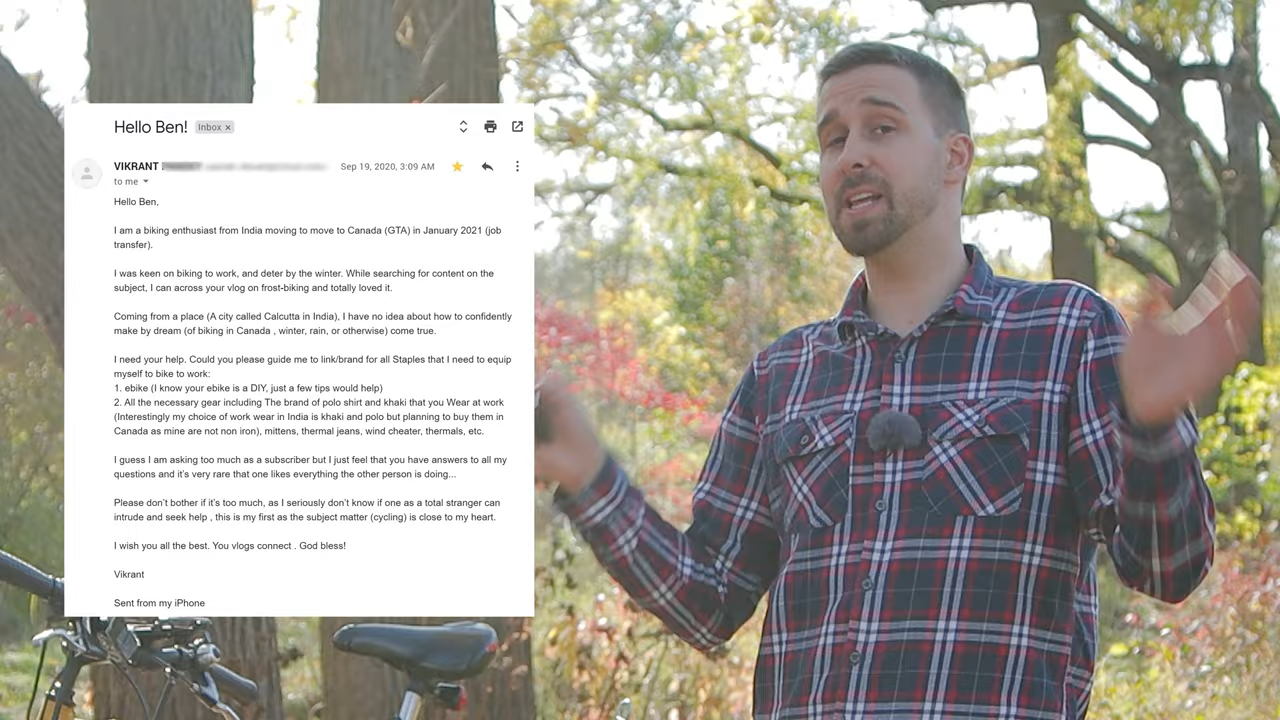 Hello Ben! Inbox x
VIKRANT Sep 19, 2020, 3:09 AM
to me
Hello Ben,
I am a biking enthusiast from India moving to move to Canada (GTA) in January 2021 (job
transfer).
I was keen on biking to work, and deter by the winter. While searching for content on the
subject, I can across your vlog on frost-biking and totally loved it.
Coming from a place (A city called Calcutta in India), I have no idea about how to confidently
make by dream (of biking in Canada , winter, rain, or otherwise) come true.
I need your help. Could you please guide me to link/brand for all Staples that I need to equip
myself to bike to work:
1. ebike (I know your ebike is a DIY, just a few tips would help)
2. All the necessary gear including The brand of polo shirt and khaki that you Wear at work
(Interestingly my choice of work wear in India is khaki and polo but planning to buy them in
Canada as mine are not non iron), mittens, thermal jeans, wind cheater, thermals, etc.
I guess I am asking too much as a subscriber but I just feel that you have answers to all my
questions and it's very rare that one likes everything the other person is doing...
Please don't bother if it's too much, as I seriously don't know if one as a total stranger can
intrude and seek help , this is my first as the subject matter (cycling) is close to my heart.
I wish you all the best. You vlogs connect . God bless!
Vikrant
Sent from my iPhone